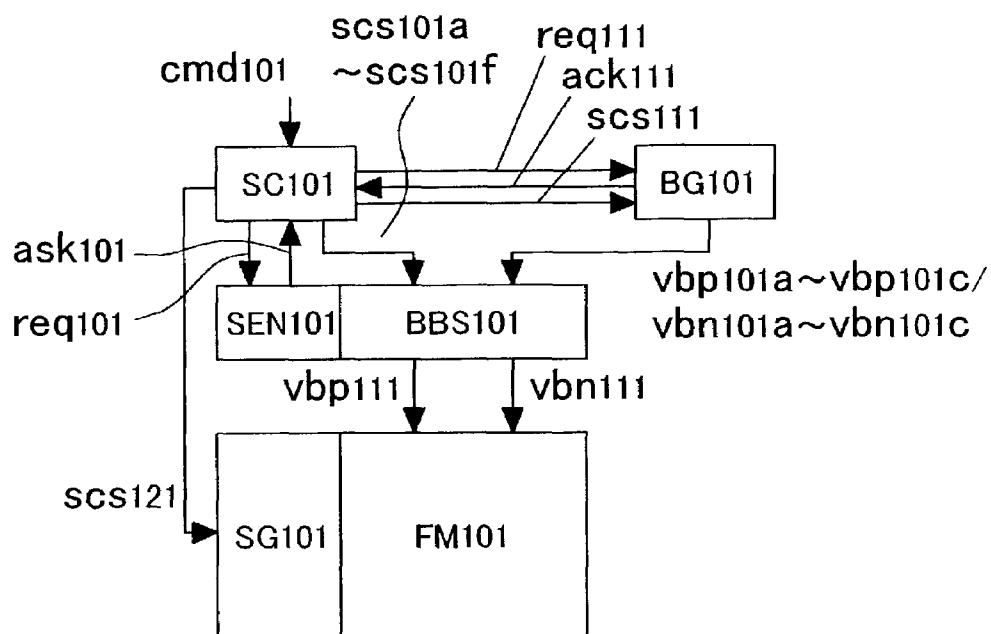 scs101a
~scs101f
req111
ack111
scs111
cmd101
SC101
BG101
ask101
req101
SEN101
BBS101
vbp101a~vbp101c/
vbn101a~vbn101c
vbp111
vbn111
scs121
SG101
FM101